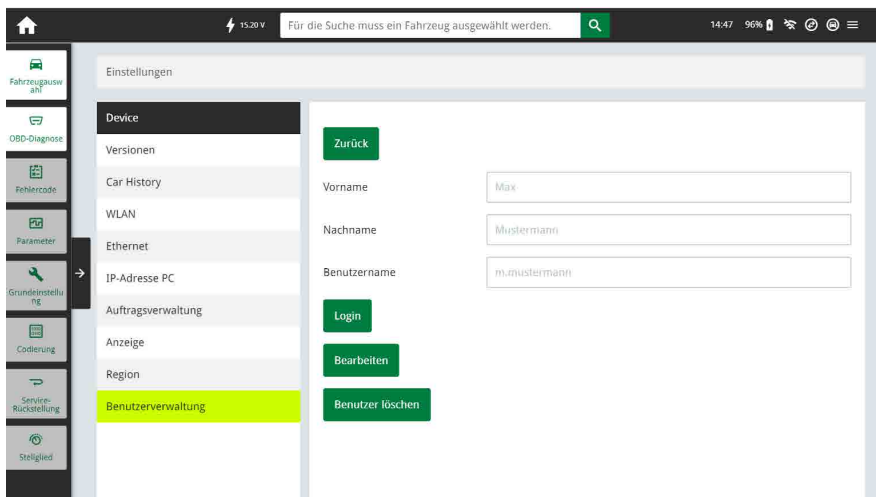 15.20 V
Für die Suche muss ein Fahrzeug ausgewählt werden.
14:47
96%
Fahrzeugausw
ahl
OBD-Diagnose
Fehlercode
Parameter
Grundeinstellu
ng
Codierung
Service-
Rückstellung
Stellglied
Einstellungen
Device
Versionen
Car History
WLAN
Ethernet
IP-Adresse PC
Auftragsverwaltung
Anzeige
Region
Benutzerverwaltung
Zurück
Vorname
Max
Nachname
Mustermann
Benutzername
m.mustermann
Login
Bearbeiten
Benutzer löschen